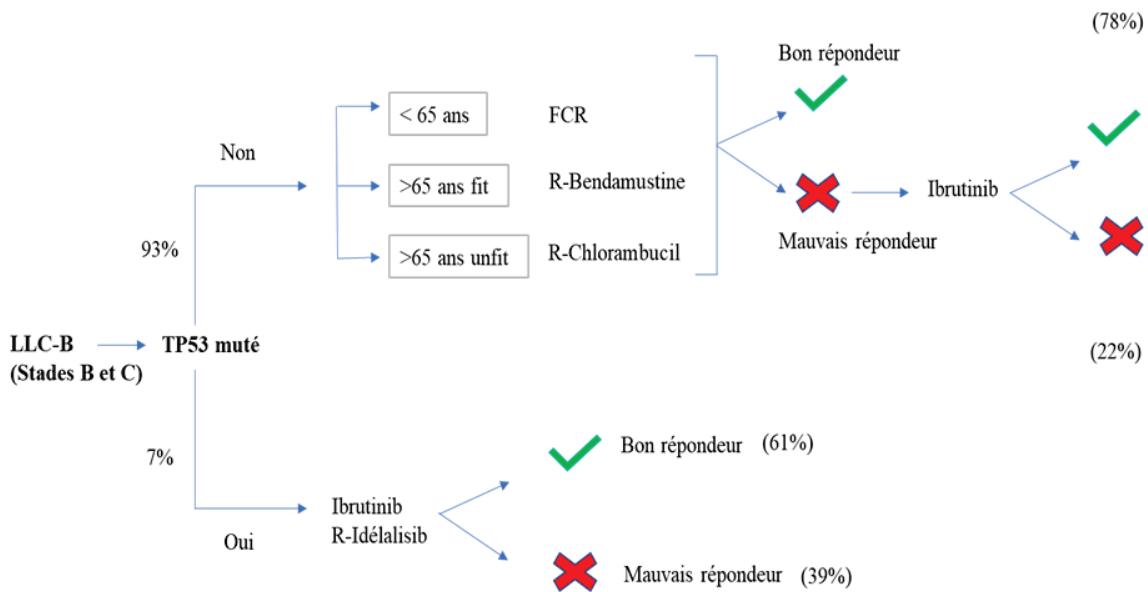 (78%)
Bon répondeur
< 65 ans
FCR
Non
>65 ans fit
R-Bendamustine
Ibrutinib
Mauvais répondeur
93%
>65 ans unfit
R-Chlorambucil
LLC-B
(Stades B et C)
TP53 muté
(22%)
7%
Bon répondeur (61%)
Ibrutinib
R-Idélalisib
Oui
Mauvais répondeur (39%)